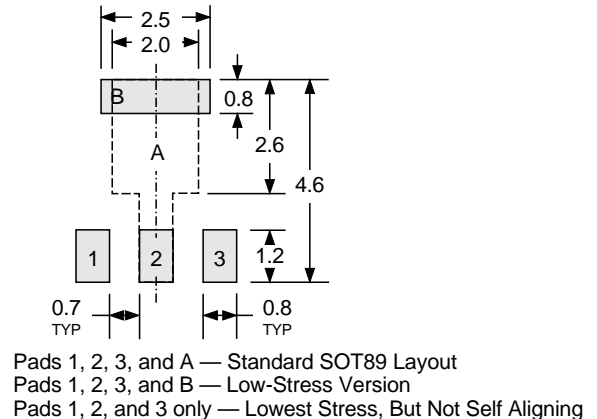 2.5
2.0
B
0.8
A
2.6
4.6
1 2 3 1.2
0.7 0.8
TYP TYP
Pads 1, 2, 3, and A — Standard SOT89 Layout
Pads 1, 2, 3, and B — Low-Stress Version
Pads 1, 2, and 3 only — Lowest Stress, But Not Self Aligning